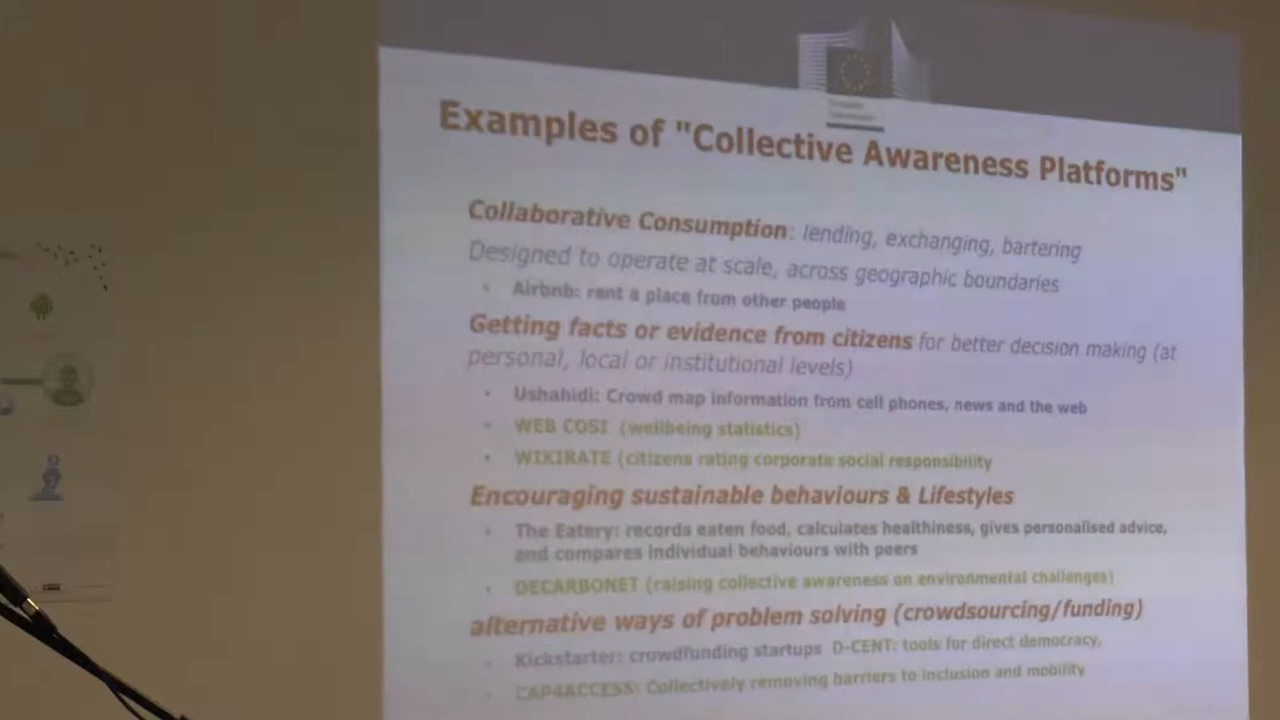 Examples of "Collective Awareness Platforms"
Collaborative Consumption: lending, exchanging, bartering
Designed to operate at scale, across geographic boundaries
Airbnb: rent a place from other people
Getting facts or evidence from citizens for better decision making (at
personal, local or institutional levels)
Ushahidi: Crowd map information from cell phones, news and the web
WEB COSI (wellbeing statistics)
WIKIRATE (citizens rating corporate social responsibility
Encouraging sustainable behaviours & Lifestyles
The Eatery: records eaten food, calculates healthiness, gives personalised advice,
and compares individual behaviours with peers
DECARBONET (raising collective awareness on environmental challenges)
alternative ways of problem solving (crowdsourcing/funding)
Kickstarter: crowdfunding startups D-CENT: tools for direct democracy,
CAP4ACCESS: Collectively removing barriers to inclusion and mobility